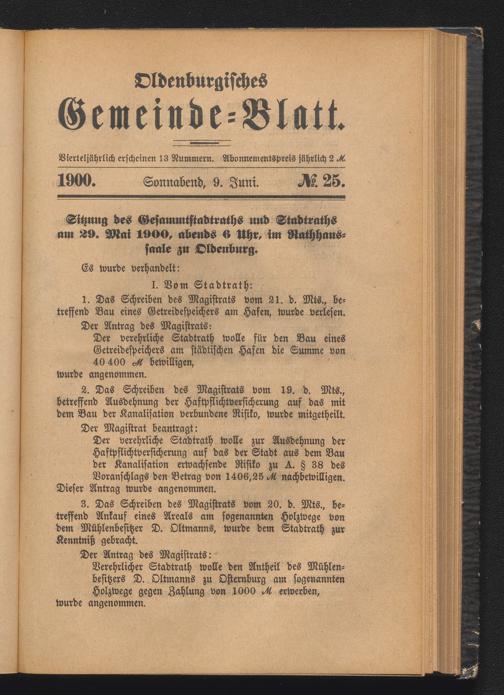 Oldenburgisches
Gemeinde-Blatt.
Vierteljährlich erscheinen 13 Nummern. Abonnementspreis jährlich 2 ℳ
1900. Sonnabend, 9. Juni. № 25.
Sitzung des Gesammtstadtraths und Stadtraths
am 29. Mai 1900, abends 6 Uhr, im Rathhaus-
saale zu Oldenburg.
Es wurde verhandelt:
I. Vom Stadtrath:
1. Das Schreiben des Magistrats vom 21. d. Mts., be-
treffend Bau eines Getreidespeichers am Hafen, wurde verlesen.
Der Antrag des Magistrats:
Der verehrliche Stadtrath wolle für den Bau eines
Getreidespeichers am städtischen Hafen die Summe von
40 400 ℳ bewilligen,
wurde angenommen.
2. Das Schreiben des Magistrats vom 19. d. Mts.,
betreffend Ausdehnung der Haftpflichtversicherung auf das mit
dem Bau der Kanalisation verbundene Risiko, wurde mitgetheilt.
Der Magistrat beantragt:
Der verehrliche Stadtrath wolle zur Ausdehnung der
Haftpflichtversicherung auf das der Stadt aus dem Bau
der Kanalisation erwachsende Risiko zu A. § 38 des
Voranschlags den Betrag von 1406,25 ℳ nachbewilligen.
Dieser Antrag wurde angenommen.
3. Das Schreiben des Magistrats vom 20. d. Mts., be-
treffend Ankauf eines Areals am sogenannten Holzwege von
dem Mühlenbesitzer D. Oltmanns, wurde dem Stadtrath zur
Kenntniß gebracht.
Der Antrag des Magistrats:
Verehrlicher Stadtrath wolle den Antheil des Mühlen-
besitzers D. Oltmanns zu Osternburg am sogenannten
Holzwege gegen Zahlung von 1000 ℳ erwerben,
wurde angenommen.